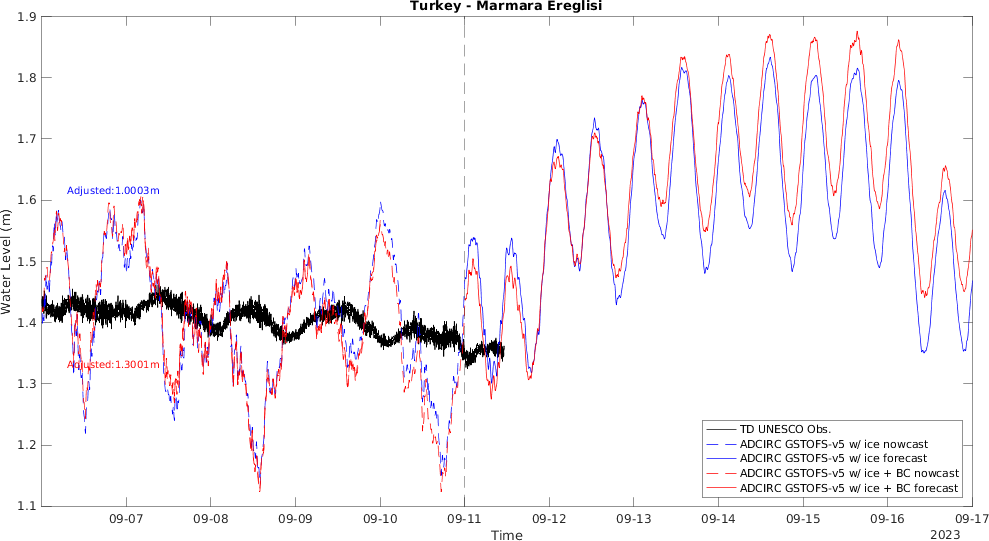 Turkey - Marmara Ereglisi
1.9
1.8
1.7
1.6
1.5
1.4
1.3
1.2
1.1
Water Level (m)
Adjusted:1.0003m
Adjusted:1.3001m
TD UNESCO Obs.
ADCIRC GSTOFS-v5 w/ ice nowcast
ADCIRC GSTOFS-v5 w/ ice forecast
ADCIRC GSTOFS-v5 w/ ice + BC nowcast
ADCIRC GSTOFS-v5 w/ ice + BC forecast
09-07 09-08 09-09 09-10 09-11 09-12 09-13 09-14 09-15 09-16 09-17
Time
2023